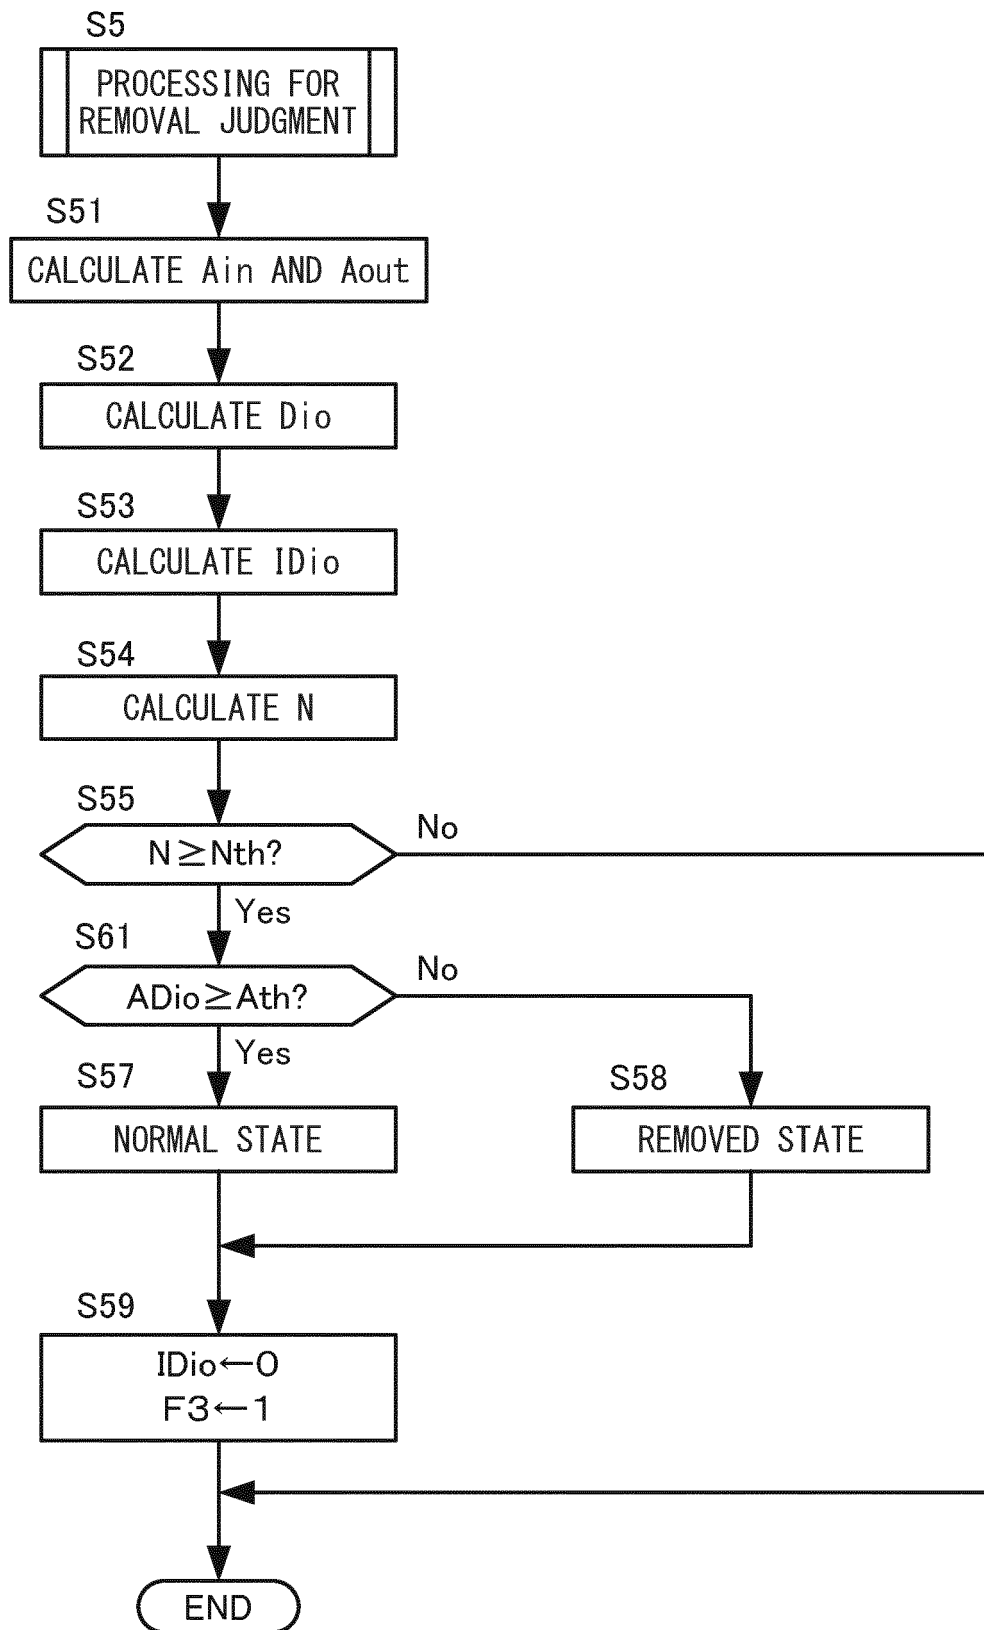 S5
PROCESSING FOR
REMOVAL JUDGMENT
S51
CALCULATE Ain AND Aout
S52
CALCULATE Dio
S53
CALCULATE IDio
S54
CALCULATE N
S55
N≧Nth?
No
Yes
S61
ADio≧Ath?
No
Yes
S57
NORMAL STATE
S58
REMOVED STATE
S59
IDio←0
F3←1
END